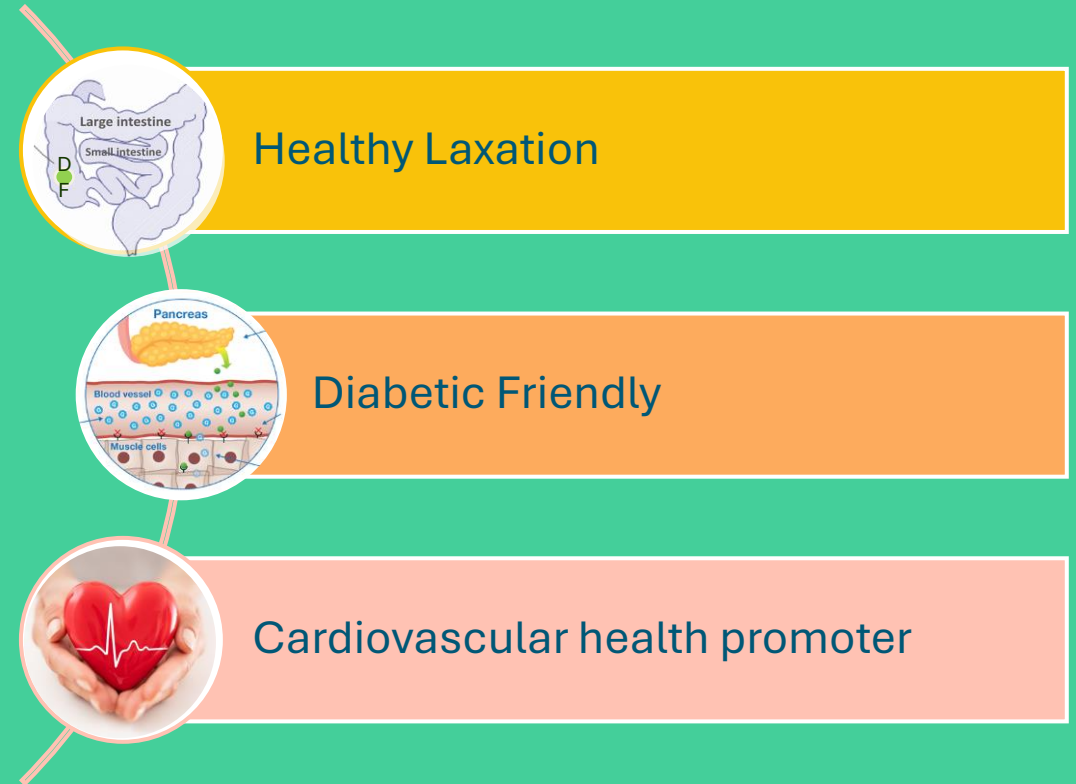 Large intestine
Small intestine
D
F
Healthy Laxation
Pancreas
Blood vessel
G G G G G G G G G G G G G G G G G G G G G G
Muscle cells
Diabetic Friendly
Cardiovascular health promoter